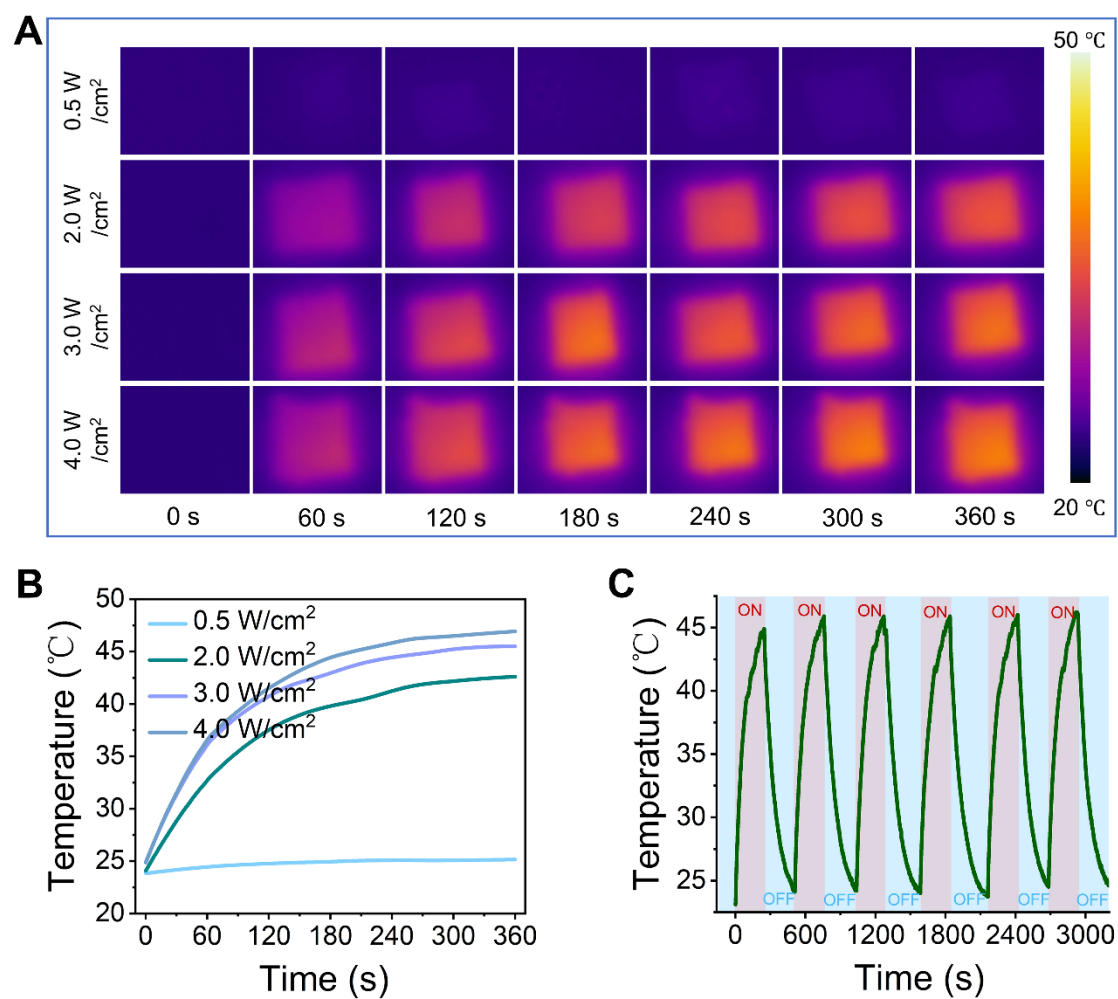 A
50 ℃
0.5 W
/cm²
2.0 W
/cm²
3.0 W
/cm²
4.0 W
/cm²
20 ℃
0 s 60 s 120 s 180 s 240 s 300 s 360 s
B
Temperature (℃)
50
45
40
35
30
25
20
0.5 W/cm²
2.0 W/cm²
3.0 W/cm²
4.0 W/cm²
0 60 120 180 240 300 360
Time (s)
C
Temperature (℃)
45
40
35
30
25
ON ON ON ON ON ON
OFF OFF OFF OFF OFF OFF
0 600 1200 1800 2400 3000
Time (s)